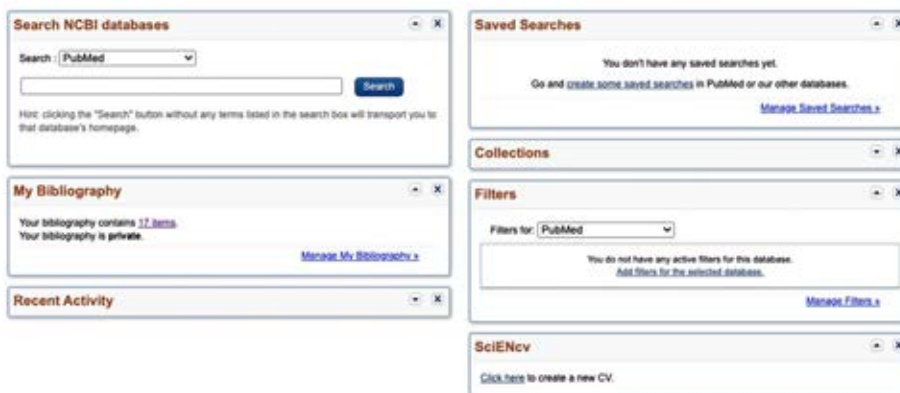 Search NCBI databases
Search : PubMed
Search
Hint: clicking the "Search" button without any terms listed in the search box will transport you to
that database's homepage.
My Bibliography
Your bibliography contains 17 items.
Your bibliography is private.
Manage My Bibliography »
Recent Activity
Saved Searches
You don't have any saved searches yet.
Go and create some saved searches in PubMed or our other databases.
Manage Saved Searches »
Collections
Filters
Filters for: PubMed
You do not have any active filters for this database.
Add filters for the selected database.
Manage Filters »
SciENcv
Click here to create a new CV.